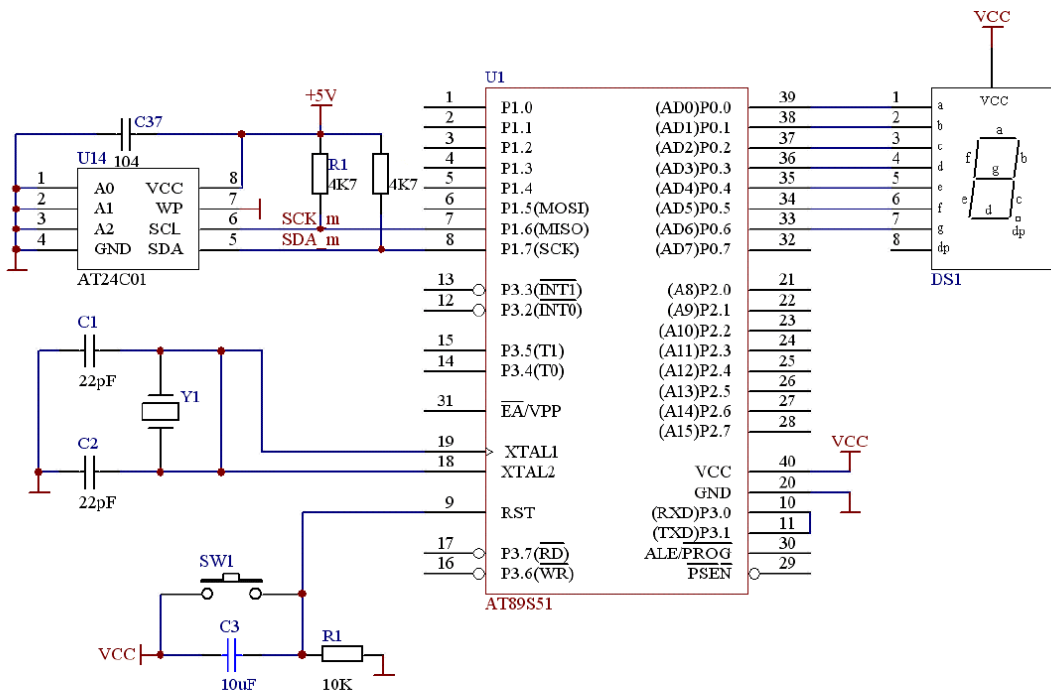 VCC
U1
+5V
C37
104
U14
R1
4K7
4K7
1 A0
2 A1
3 A2
4 GND
VCC 8
WP 7
SCL 6
SDA 5
AT24C01
SCK_m
SDA_m
1 P1.0
2 P1.1
3 P1.2
4 P1.3
5 P1.4
6 P1.5(MOSI)
7 P1.6(MISO)
8 P1.7(SCK)
13 P3.3(INT1)
12 P3.2(INT0)
15 P3.5(T1)
14 P3.4(T0)
31 EA/VPP
19 XTAL1
18 XTAL2
9 RST
17 P3.7(RD)
16 P3.6(WR)
(AD0)P0.0 39
(AD1)P0.1 38
(AD2)P0.2 37
(AD3)P0.3 36
(AD4)P0.4 35
(AD5)P0.5 34
(AD6)P0.6 33
(AD7)P0.7 32
(A8)P2.0 21
(A9)P2.1 22
(A10)P2.2 23
(A11)P2.3 24
(A12)P2.4 25
(A13)P2.5 26
(A14)P2.6 27
(A15)P2.7 28
VCC 40
GND 20
(RXD)P3.0 10
(TXD)P3.1 11
ALE/PROG 30
PSEN 29
AT89S51
VCC
VCC
1 a
2 b
3 c
4 d
5 e
6 f
7 g
8 dp
a
f b
g
e c
d
dp
DS1
C1
22pF
Y1
C2
22pF
SW1
C3
VCC
10uF
R1
10K